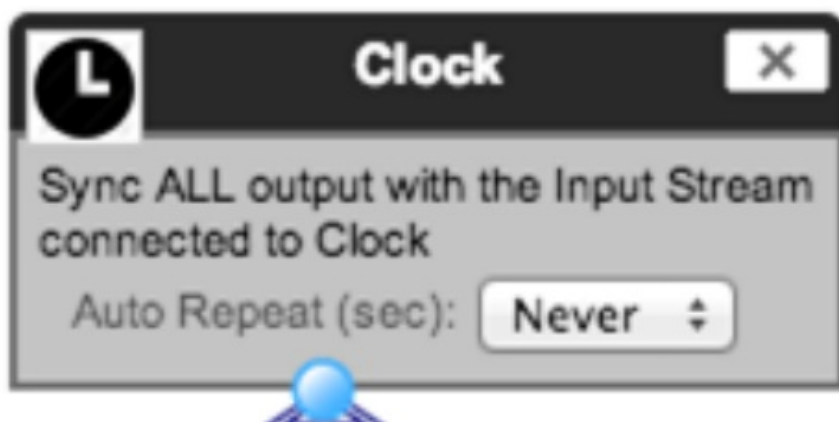 Clock
Sync ALL output with the Input Stream
connected to Clock
Auto Repeat (sec): Never